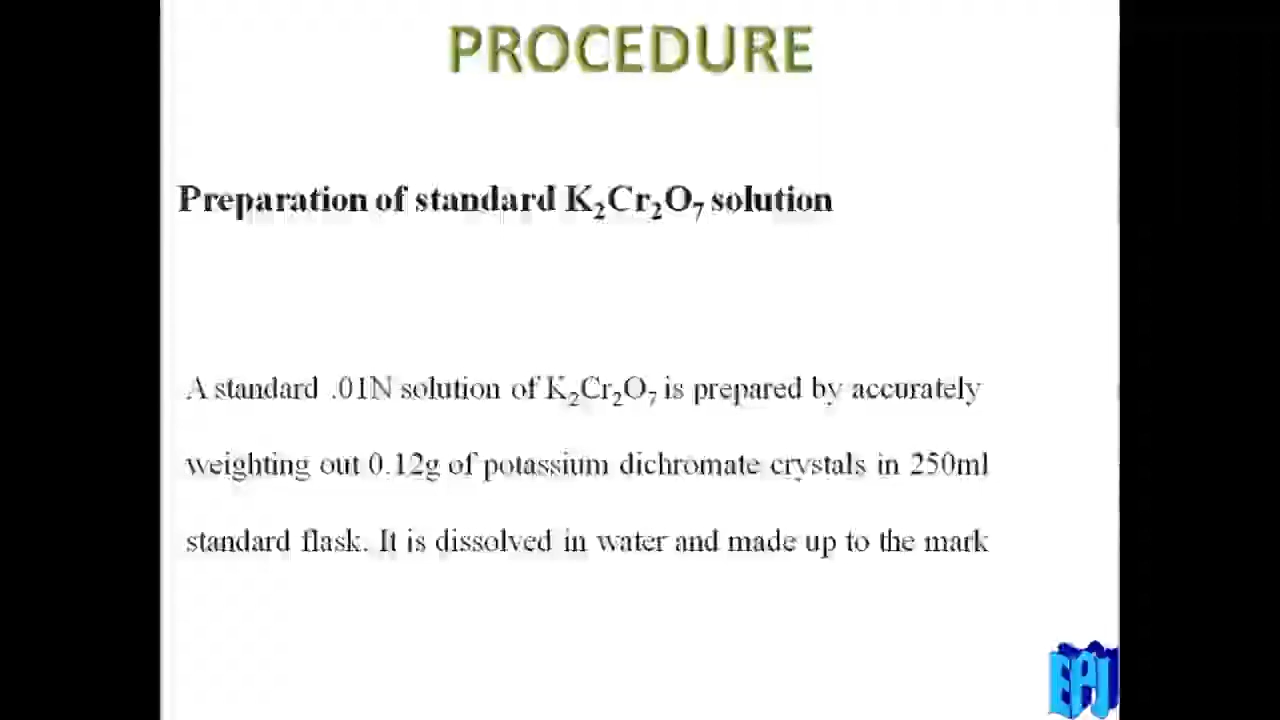 PROCEDURE
Preparation of standard K₂Cr₂O₇ solution
A standard .01N solution of K₂Cr₂O₇ is prepared by accurately
weighting out 0.12g of potassium dichromate crystals in 250ml
standard flask. It is dissolved in water and made up to the mark
EPJ